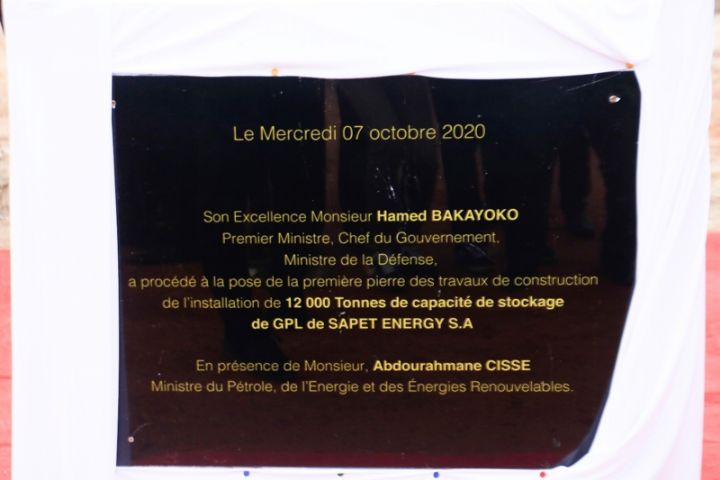 Le Mercredi 07 octobre 2020
Son Excellence Monsieur Hamed BAKAYOKO
Premier Ministre, Chef du Gouvernement,
Ministre de la Défense,
a procédé à la pose de la première pierre des travaux de construction
de l'installation de 12 000 Tonnes de capacité de stockage
de GPL de SAPET ENERGY S.A
En présence de Monsieur, Abdourahmane CISSE
Ministre du Pétrole, de l'Energie et des Énergies Renouvelables.